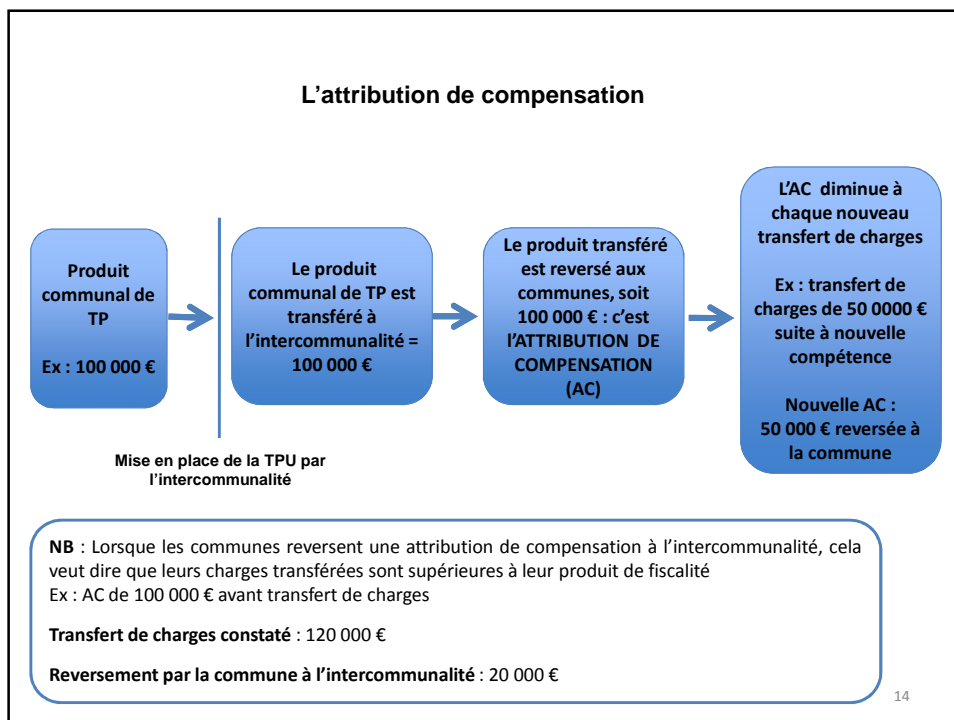 L'attribution de compensation
Produit
communal de
TP
Ex : 100 000 €
Le produit
communal de TP est
transféré à
l'intercommunalité =
100 000 €
Le produit transféré
est reversé aux
communes, soit
100 000 € : c'est
l'ATTRIBUTION DE
COMPENSATION
(AC)
L'AC diminue à
chaque nouveau
transfert de charges
Ex : transfert de
charges de 50 0000 €
suite à nouvelle
compétence
Nouvelle AC :
50 000 € reversée à
la commune
Mise en place de la TPU par
l'intercommunalité
NB : Lorsque les communes reversent une attribution de compensation à l'intercommunalité, cela
veut dire que leurs charges transférées sont supérieures à leur produit de fiscalité
Ex : AC de 100 000 € avant transfert de charges
Transfert de charges constaté : 120 000 €
Reversement par la commune à l'intercommunalité : 20 000 €
14